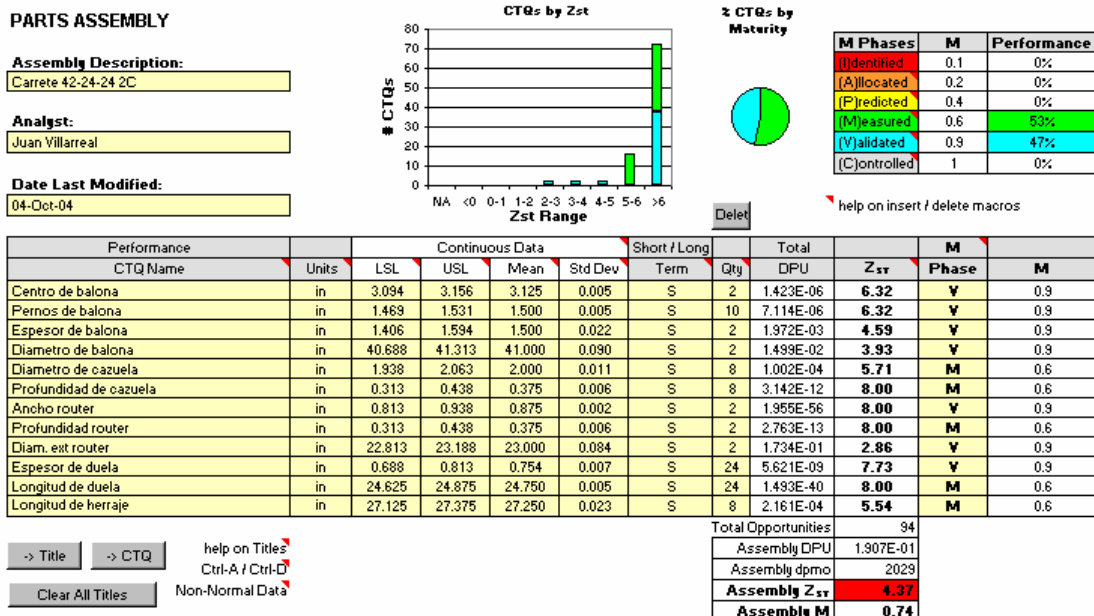 PARTS ASSEMBLY
Assembly Description:
Carrete 42-24-24 2C
Analyst:
Juan Villarreal
Date Last Modified:
04-Oct-04
CTQs by Zst
# CTQs
80
70
60
50
40
30
20
10
0
NA <0 0-1 1-2 2-3 3-4 4-5 5-6 >6
Zst Range
% CTQs by
Maturity
Delet
M Phases M Performance
(I)dentified 0.1 0%
(A)llocated 0.2 0%
(P)redicted 0.4 0%
(M)easured 0.6 53%
(V)alidated 0.9 47%
(C)ontrolled 1 0%
help on insert / delete macros
Performance Continuous Data Short / Long Total M
CTQ Name Units LSL USL Mean Std Dev Term Qty DPU ZST Phase M
Centro de balona in 3.094 3.156 3.125 0.005 S 2 1.423E-06 6.32 V 0.9
Pernos de balona in 1.469 1.531 1.500 0.005 S 10 7.114E-06 6.32 V 0.9
Espesor de balona in 1.406 1.594 1.500 0.022 S 2 1.972E-03 4.59 V 0.9
Diametro de balona in 40.688 41.313 41.000 0.090 S 2 1.499E-02 3.93 V 0.9
Diametro de cazuela in 1.938 2.063 2.000 0.011 S 8 1.002E-04 5.71 M 0.6
Profundidad de cazuela in 0.313 0.438 0.375 0.006 S 8 3.142E-12 8.00 M 0.6
Ancho router in 0.813 0.938 0.875 0.002 S 2 1.955E-56 8.00 V 0.9
Profundidad router in 0.313 0.438 0.375 0.006 S 2 2.763E-13 8.00 M 0.6
Diam. ext router in 22.813 23.188 23.000 0.084 S 2 1.734E-01 2.86 V 0.9
Espesor de duela in 0.688 0.813 0.754 0.007 S 24 5.621E-09 7.73 V 0.9
Longitud de duela in 24.625 24.875 24.750 0.005 S 24 1.493E-40 8.00 M 0.6
Longitud de herraje in 27.125 27.375 27.250 0.023 S 8 2.161E-04 5.54 M 0.6
Total Opportunities 94
Assembly DPU 1.907E-01
Assembly dpmo 2029
Assembly ZST 4.37
Assembly M 0.74
-> Title -> CTQ
Clear All Titles
help on Titles
Ctrl-A / Ctrl-D
Non-Normal Data